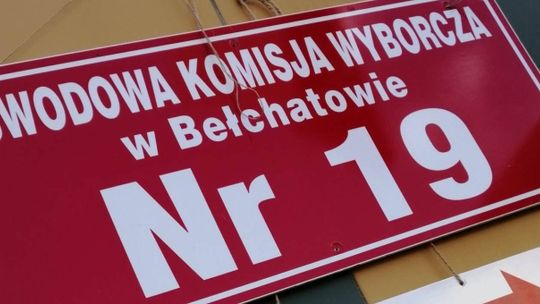 WODOWA KOMISJA WYBORCZA
w Bełchatowie
Nr 19